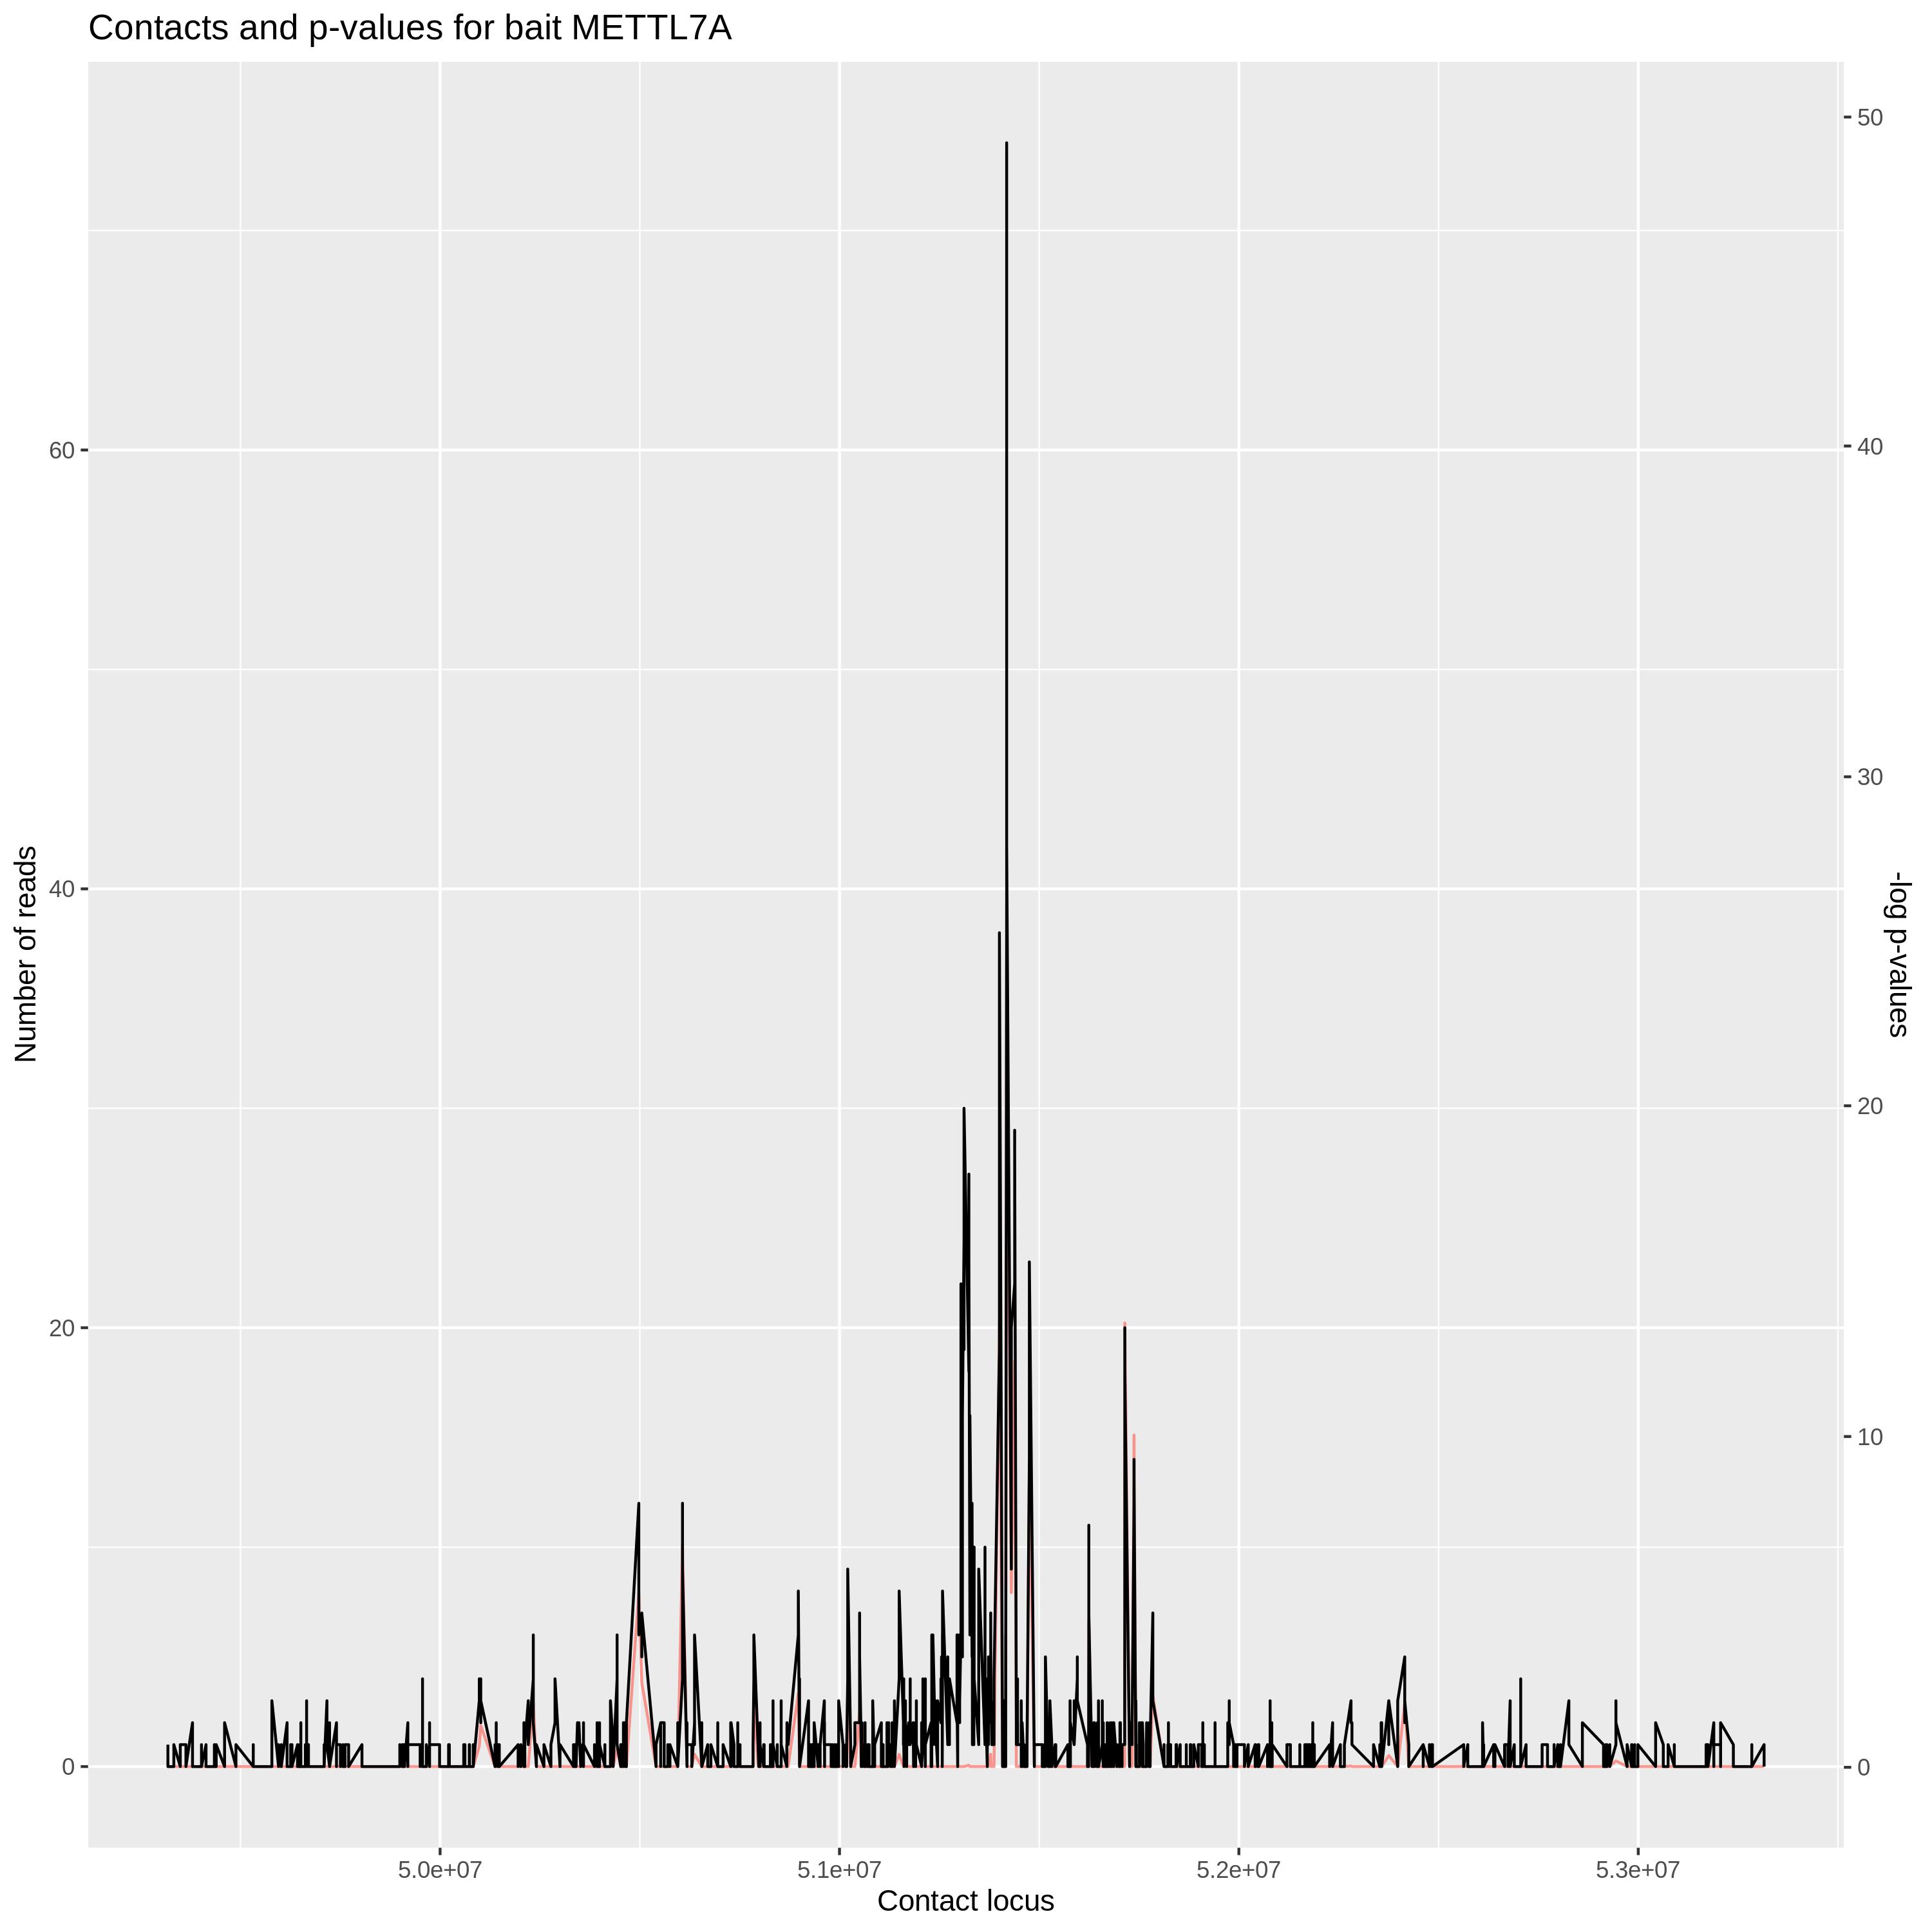 Contacts and p-values for bait METTL7A
Number of reads
60
40
20
0
50
40
30
20
10
0
-log p-values
5.0e+07
5.1e+07
5.2e+07
5.3e+07
Contact locus